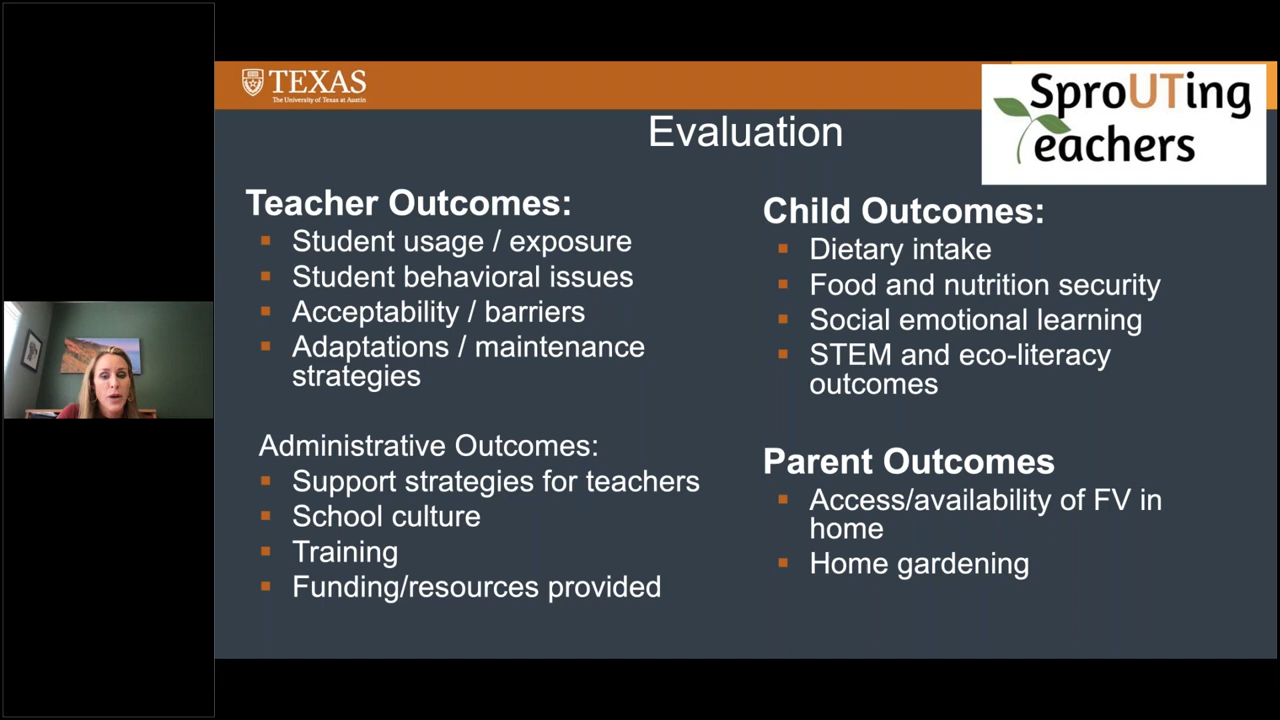 TEXAS
The University of Texas at Austin
SproUTing
Teachers
Evaluation
Teacher Outcomes:
Student usage / exposure
Student behavioral issues
Acceptability / barriers
Adaptations / maintenance
strategies
Administrative Outcomes:
Support strategies for teachers
School culture
Training
Funding/resources provided
Child Outcomes:
Dietary intake
Food and nutrition security
Social emotional learning
STEM and eco-literacy
outcomes
Parent Outcomes
Access/availability of FV in
home
Home gardening